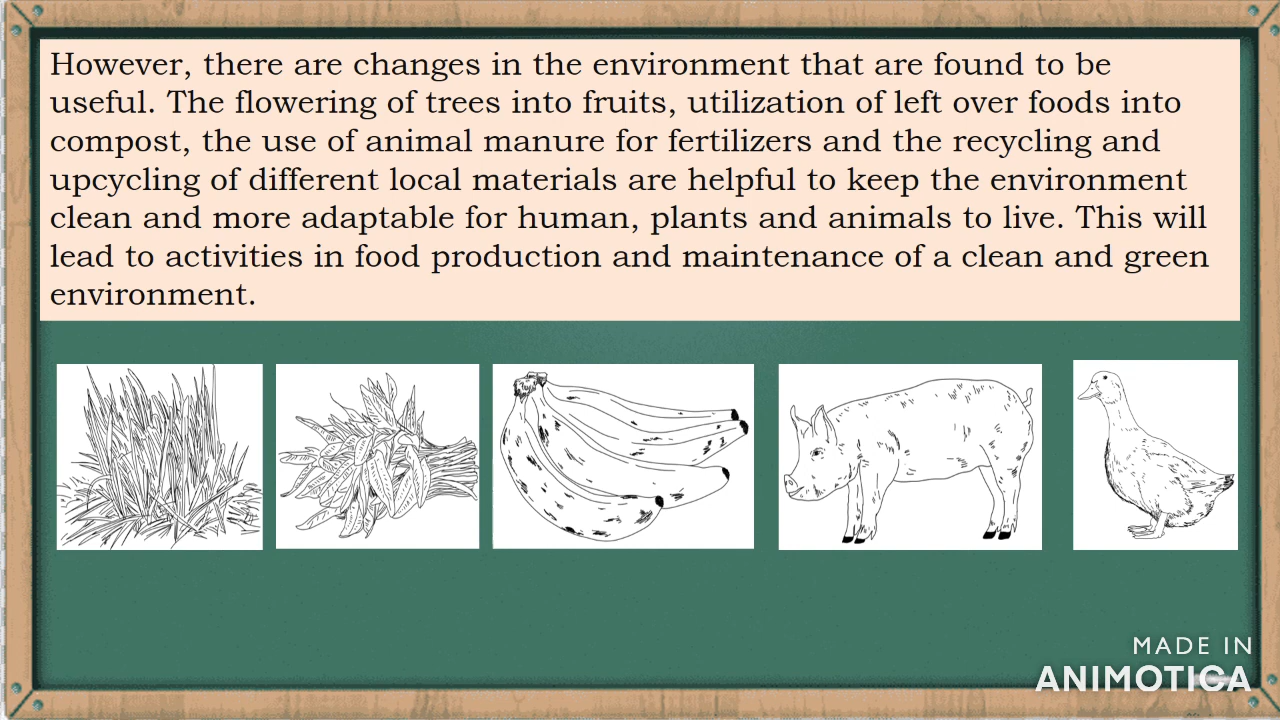 However, there are changes in the environment that are found to be
useful. The flowering of trees into fruits, utilization of left over foods into
compost, the use of animal manure for fertilizers and the recycling and
upcycling of different local materials are helpful to keep the environment
clean and more adaptable for human, plants and animals to live. This will
lead to activities in food production and maintenance of a clean and green
environment.
MADE IN
ANIMOTICA